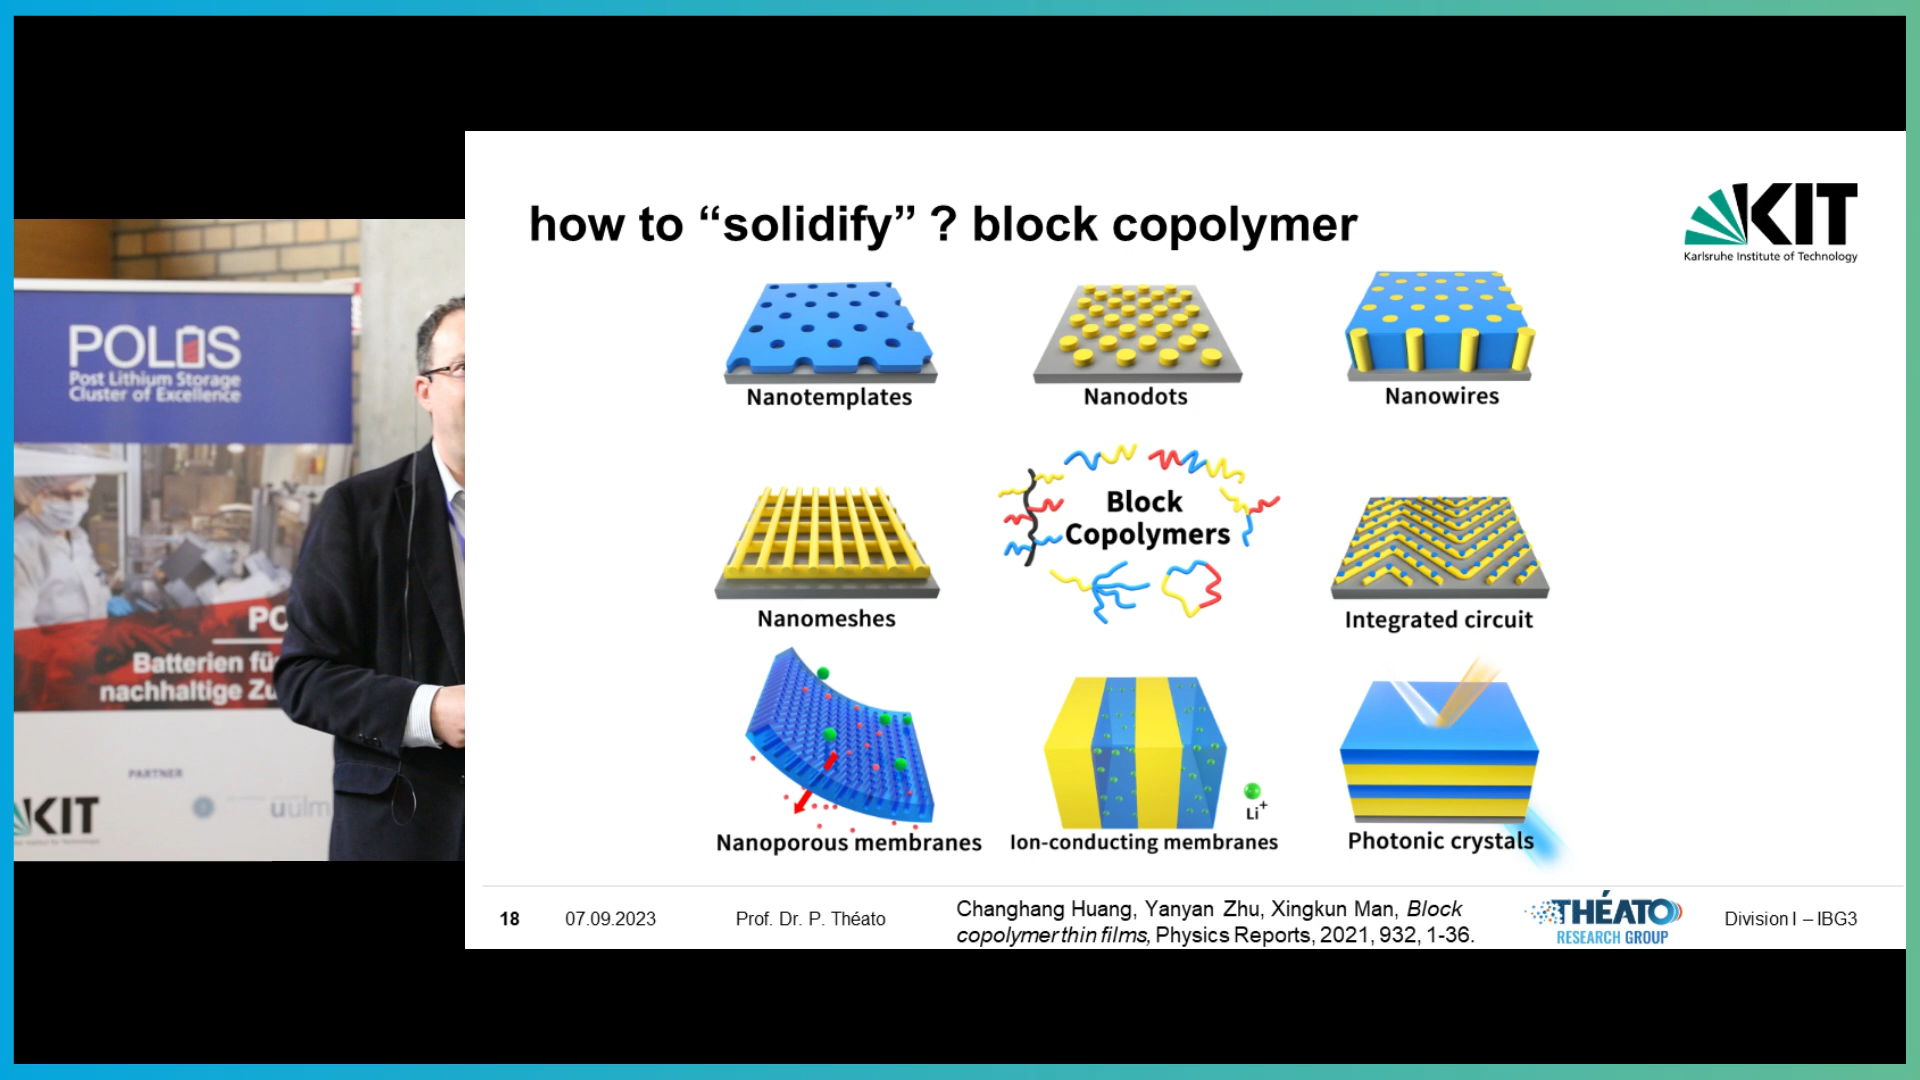 how to “solidify” ? block copolymer
KIT
Karlsruhe Institute of Technology
Nanotemplates
Nanodots
Nanowires
Block
Copolymers
Nanomeshes
Integrated circuit
Li+
Nanoporous membranes
Ion-conducting membranes
Photonic crystals
18
07.09.2023
Prof. Dr. P. Théato
Changhang Huang, Yanyan Zhu, Xingkun Man, Block
copolymer thin films, Physics Reports, 2021, 932, 1-36.
THÉATO
RESEARCH GROUP
Division I – IBG3
POLiS
Post Lithium Storage
Cluster of Excellence
PO
Batterien fü
nachhaltige Zu
PARTNER
uulm
KIT